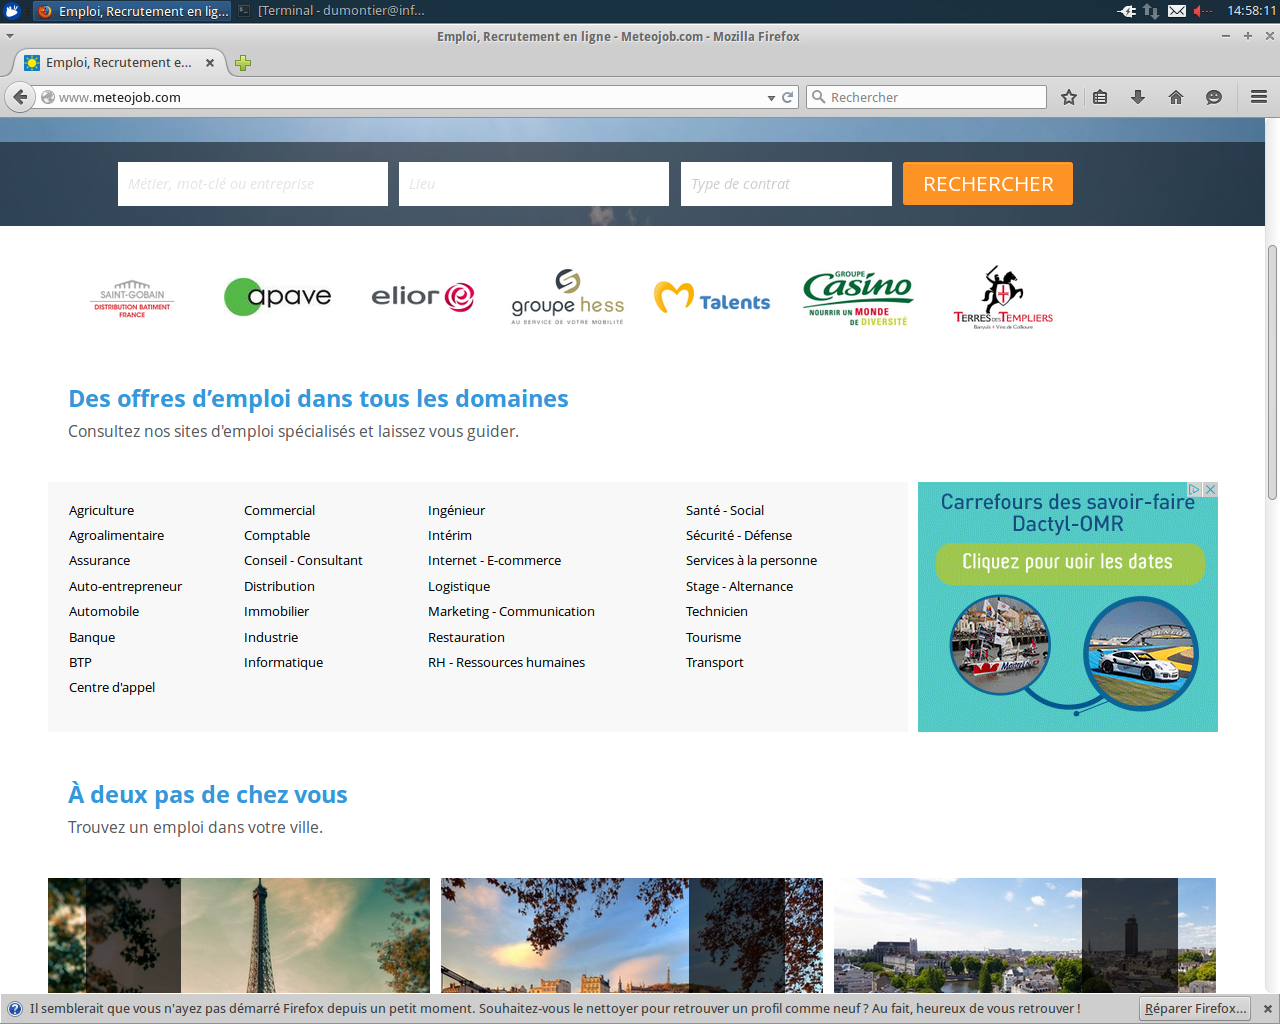 Emploi, Recrutement en lig...
[Terminal - dumontier@inf...
14:58:11
Emploi, Recrutement en ligne - Meteojob.com - Mozilla Firefox
Emploi, Recrutement e...
www.meteojob.com
Rechercher
Métier, mot-clé ou entreprise
Lieu
Type de contrat
RECHERCHER
SAINT-GOBAIN
DISTRIBUTION BATIMENT
FRANCE
apave
elior
groupe hess
AU SERVICE DE VOTRE MOBILITÉ
Talents
GROUPE
Casino
NOURRIR UN MONDE
DE DIVERSITÉ
TERRES DES TEMPLIERS
Banyuls + Vins de Collioure
Des offres d’emploi dans tous les domaines
Consultez nos sites d'emploi spécialisés et laissez vous guider.
Agriculture
Agroalimentaire
Assurance
Auto-entrepreneur
Automobile
Banque
BTP
Centre d'appel
Commercial
Comptable
Conseil - Consultant
Distribution
Immobilier
Industrie
Informatique
Ingénieur
Intérim
Internet - E-commerce
Logistique
Marketing - Communication
Restauration
RH - Ressources humaines
Santé - Social
Sécurité - Défense
Services à la personne
Stage - Alternance
Technicien
Tourisme
Transport
Carrefours des savoir-faire
Dactyl-OMR
Cliquez pour voir les dates
À deux pas de chez vous
Trouvez un emploi dans votre ville.
Il semblerait que vous n'ayez pas démarré Firefox depuis un petit moment. Souhaitez-vous le nettoyer pour retrouver un profil comme neuf ? Au fait, heureux de vous retrouver !
Réparer Firefox...